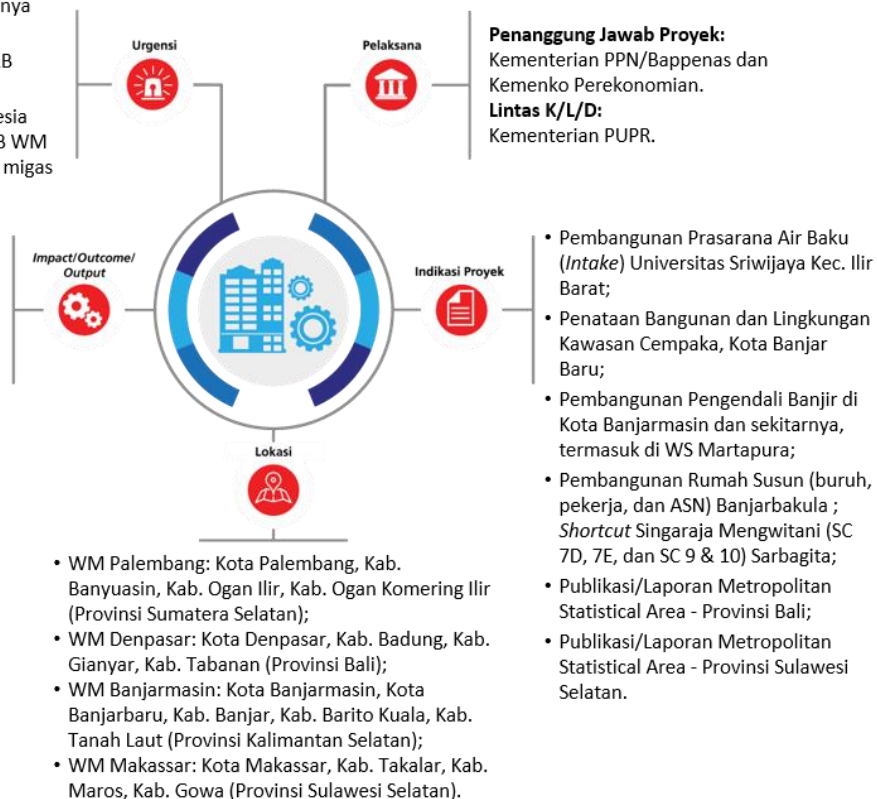 nya
B
esia
B WM
migas
Urgensi
Pelaksana
Penanggung Jawab Proyek:
Kementerian PPN/Bappenas dan
Kemenko Perekonomian.
Lintas K/L/D:
Kementerian PUPR.
Impact/Outcome/
Output
Indikasi Proyek
• Pembangunan Prasarana Air Baku
(Intake) Universitas Sriwijaya Kec. Ilir
Barat;
• Penataan Bangunan dan Lingkungan
Kawasan Cempaka, Kota Banjar
Baru;
• Pembangunan Pengendali Banjir di
Kota Banjarmasin dan sekitarnya,
termasuk di WS Martapura;
• Pembangunan Rumah Susun (buruh,
pekerja, dan ASN) Banjarbakula ;
Shortcut Singaraja Mengwitani (SC
7D, 7E, dan SC 9 & 10) Sarbagita;
• Publikasi/Laporan Metropolitan
Statistical Area - Provinsi Bali;
• Publikasi/Laporan Metropolitan
Statistical Area - Provinsi Sulawesi
Selatan.
Lokasi
• WM Palembang: Kota Palembang, Kab.
Banyuasin, Kab. Ogan Ilir, Kab. Ogan Komering Ilir
(Provinsi Sumatera Selatan);
• WM Denpasar: Kota Denpasar, Kab. Badung, Kab.
Gianyar, Kab. Tabanan (Provinsi Bali);
• WM Banjarmasin: Kota Banjarmasin, Kota
Banjarbaru, Kab. Banjar, Kab. Barito Kuala, Kab.
Tanah Laut (Provinsi Kalimantan Selatan);
• WM Makassar: Kota Makassar, Kab. Takalar, Kab.
Maros, Kab. Gowa (Provinsi Sulawesi Selatan).